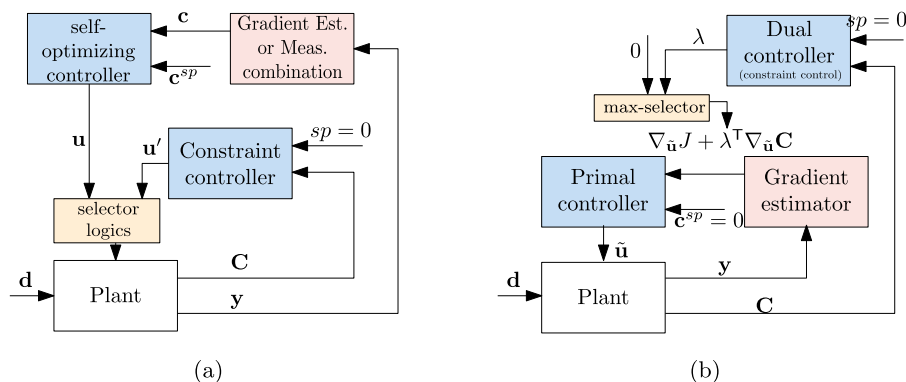 self-
optimizing
controller
c
c^{sp}
Gradient Est.
or Meas.
combination
u
u′
Constraint
controller
sp = 0
selector
logics
d
Plant
C
y
(a)
0
λ
Dual
controller
(constraint control)
sp = 0
max-selector
∇_ũ J + λ^⊤ ∇_ũ C
Primal
controller
c^{sp} = 0
Gradient
estimator
ũ
d
Plant
y
C
(b)